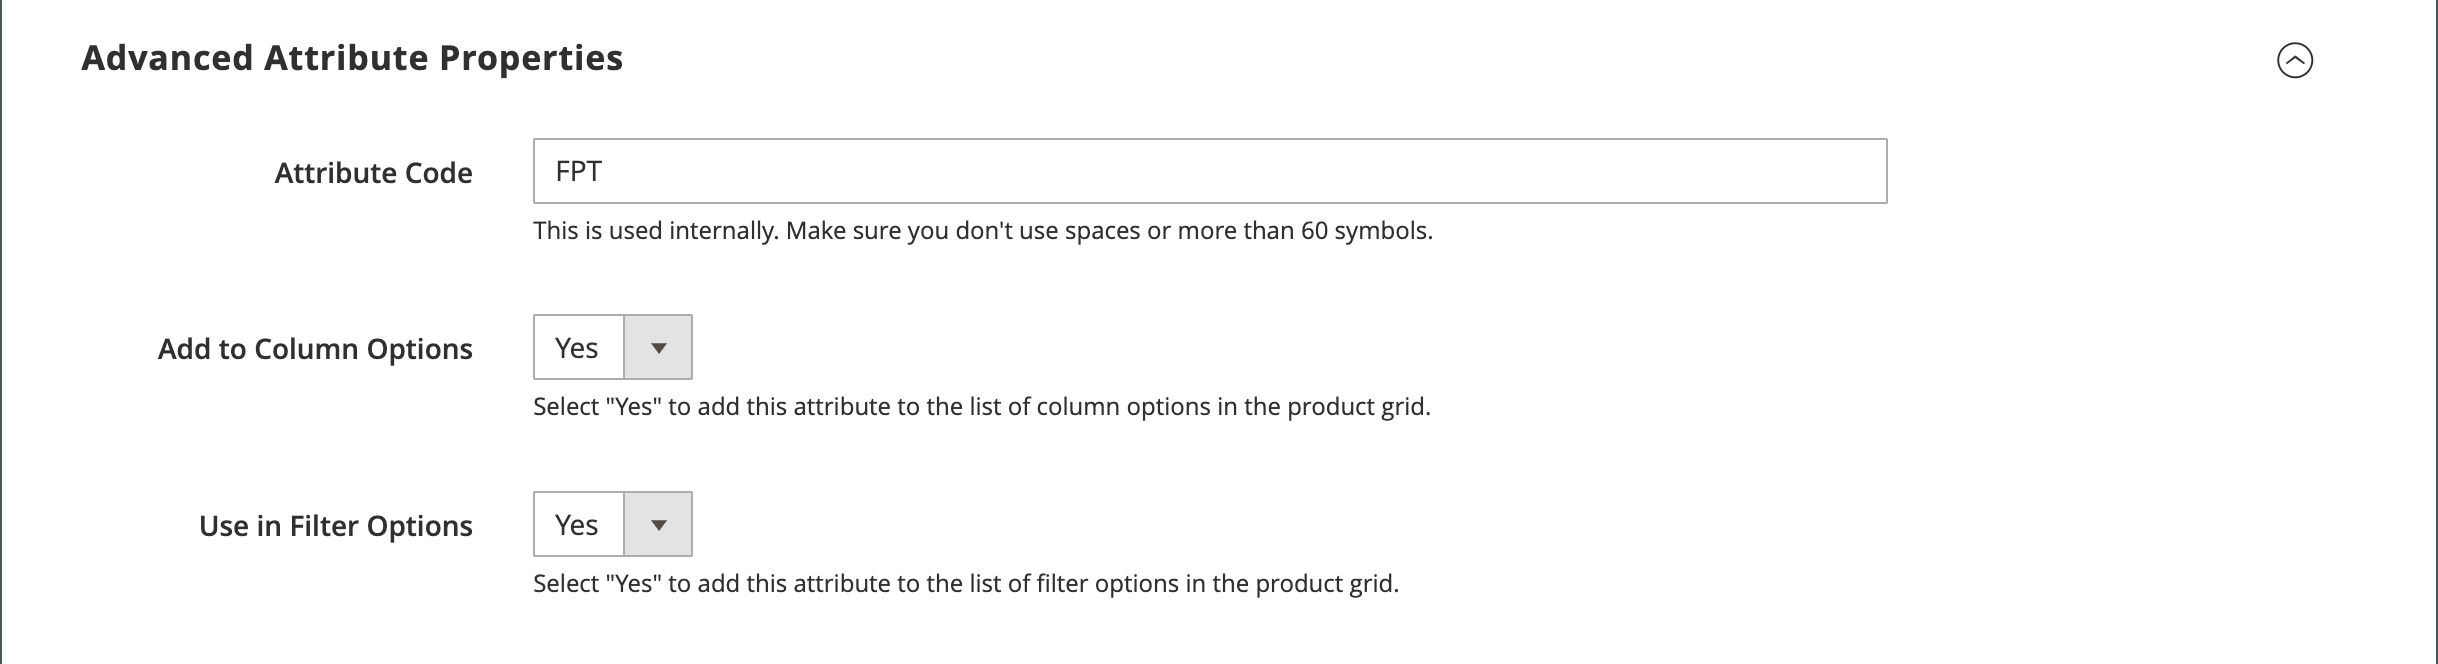 Advanced Attribute Properties
Attribute Code
FPT
This is used internally. Make sure you don't use spaces or more than 60 symbols.
Add to Column Options
Yes
Select "Yes" to add this attribute to the list of column options in the product grid.
Use in Filter Options
Yes
Select "Yes" to add this attribute to the list of filter options in the product grid.